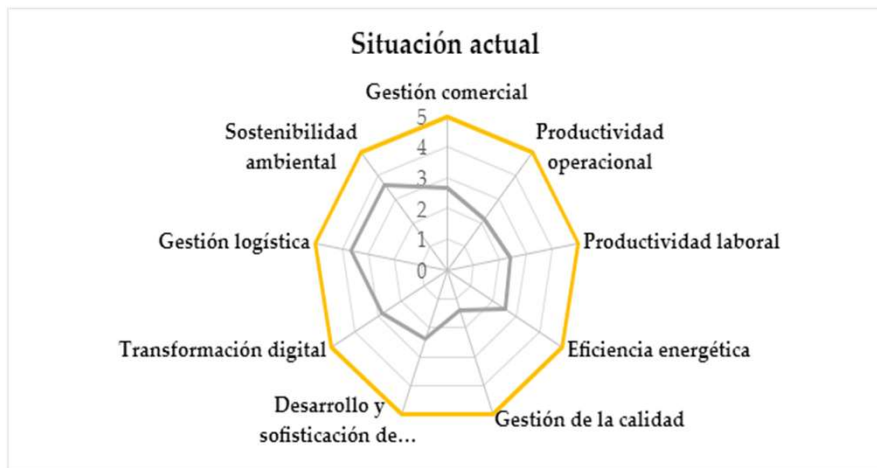 Situación actual
Gestión comercial
5
4
3
2
1
0
Productividad
operacional
Productividad laboral
Eficiencia energética
Gestión de la calidad
Desarrollo y
sofisticación de...
Transformación digital
Gestión logística
Sostenibilidad
ambiental